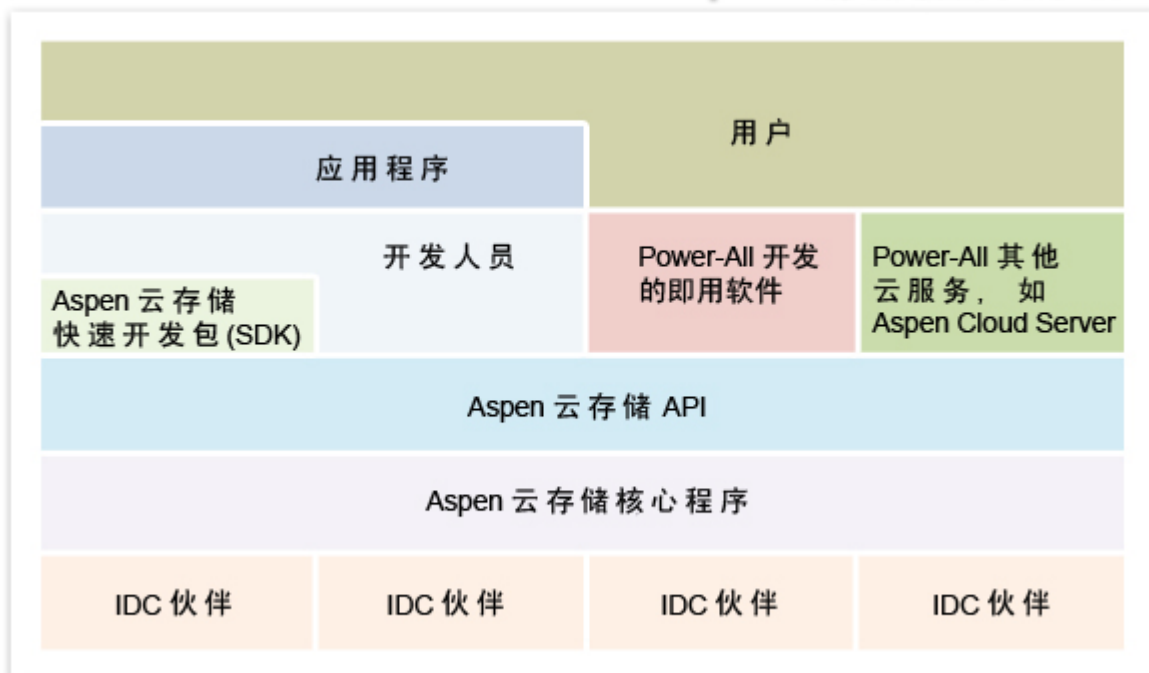 用户
应用程序
开发人员
Power-All 开发
的即用软件
Power-All 其他
云服务， 如
Aspen Cloud Server
Aspen 云存储
快速开发包(SDK)
Aspen 云存储 API
Aspen 云存储核心程序
IDC 伙伴
IDC 伙伴
IDC 伙伴
IDC 伙伴